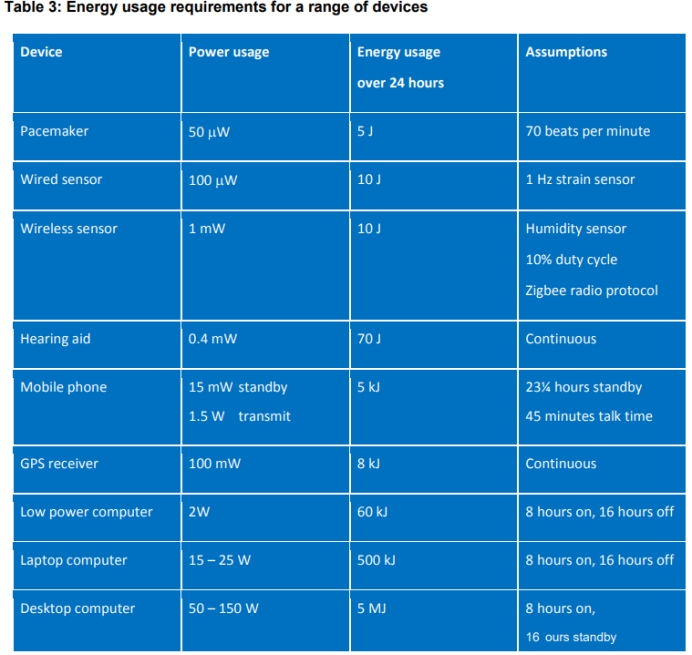 Table 3: Energy usage requirements for a range of devices
Device Power usage Energy usage Assumptions
over 24 hours
Pacemaker 50 μW 5 J 70 beats per minute
Wired sensor 100 μW 10 J 1 Hz strain sensor
Wireless sensor 1 mW 10 J Humidity sensor
10% duty cycle
Zigbee radio protocol
Hearing aid 0.4 mW 70 J Continuous
Mobile phone 15 mW standby 5 kJ 23¼ hours standby
1.5 W transmit 45 minutes talk time
GPS receiver 100 mW 8 kJ Continuous
Low power computer 2W 60 kJ 8 hours on, 16 hours off
Laptop computer 15 – 25 W 500 kJ 8 hours on, 16 hours off
Desktop computer 50 – 150 W 5 MJ 8 hours on,
16 ours standby